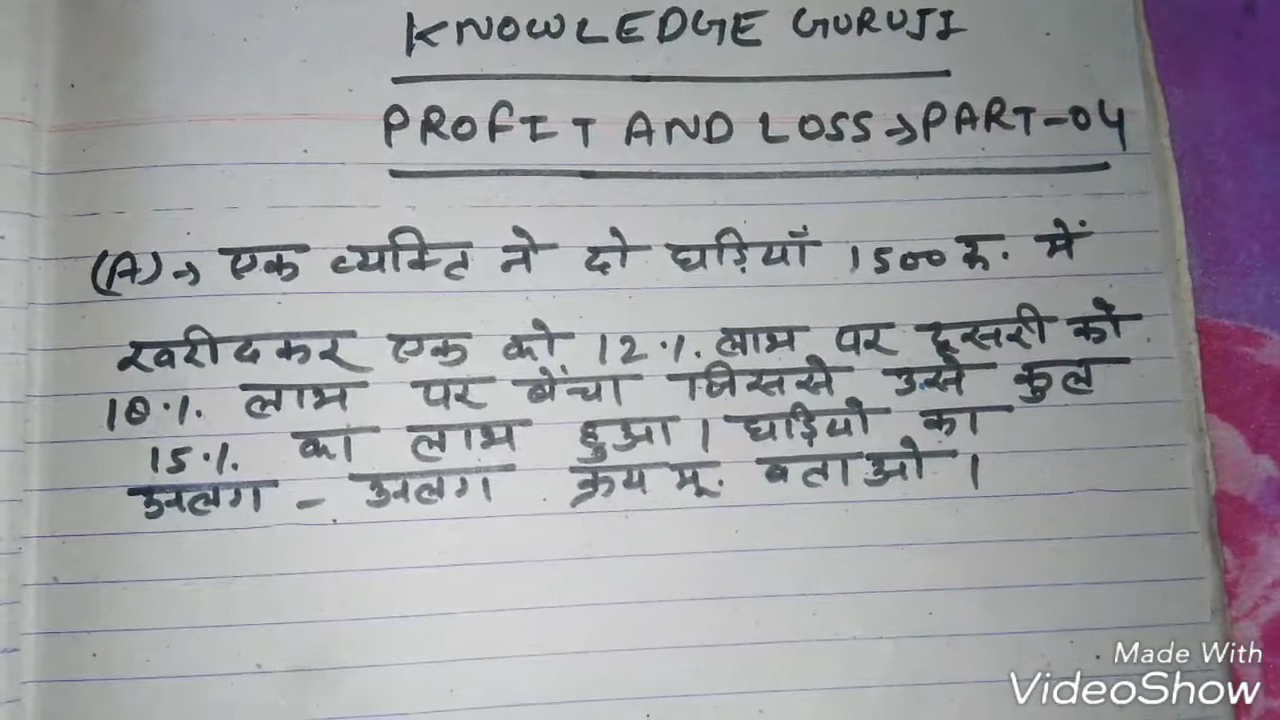 KNOWLEDGE GURUJI
PROFIT AND LOSS → PART-04
(A)→ एक व्यक्ति ने दो घड़ियाँ 1500 रु. में
खरीदकर एक को 12%. लाभ पर दूसरी को
18%. लाभ पर बेंचा जिससे उसे कुल
15%. का लाभ हुआ। घड़ियो का
अलग - अलग क्रय मू. बताओ।
Made With
VideoShow